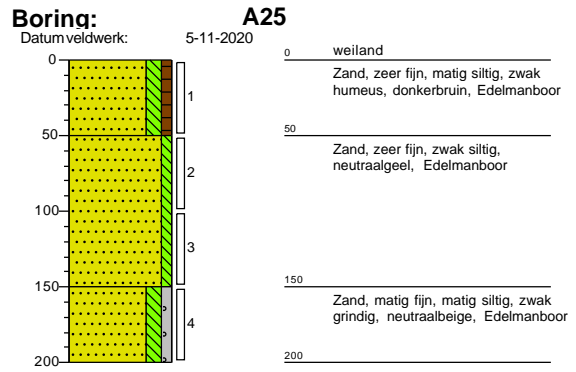 Boring: A25
Datum veldwerk: 5-11-2020
0
50
100
150
200
1
2
3
4
0 weiland
Zand, zeer fijn, matig siltig, zwak
humeus, donkerbruin, Edelmanboor
50
Zand, zeer fijn, zwak siltig,
neutraalgeel, Edelmanboor
150
Zand, matig fijn, matig siltig, zwak
grindig, neutraalbeige, Edelmanboor
200